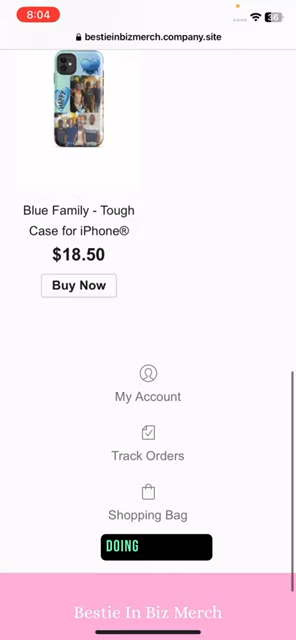 8:04
36
bestieinbizmerch.company.site
Blue Family - Tough
Case for iPhone®
$18.50
Buy Now
My Account
Track Orders
Shopping Bag
DOING
Bestie In Biz Merch